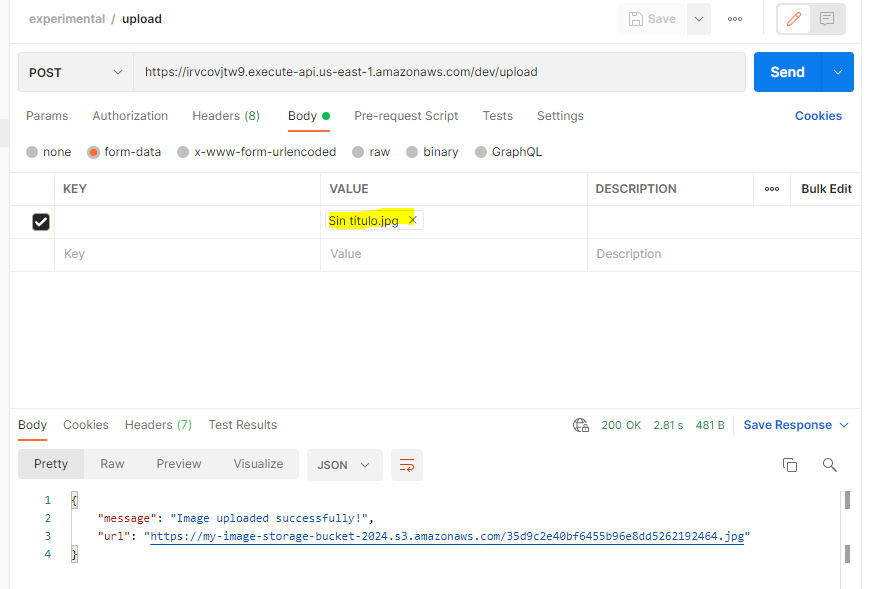 experimental / upload
Save
POST
https://irvcovjtw9.execute-api.us-east-1.amazonaws.com/dev/upload
Send
Params Authorization Headers (8) Body Pre-request Script Tests Settings Cookies
none form-data x-www-form-urlencoded raw binary GraphQL
KEY VALUE DESCRIPTION Bulk Edit
Sin título.jpg
Key Value Description
Body Cookies Headers (7) Test Results 200 OK 2.81 s 481 B Save Response
Pretty Raw Preview Visualize JSON
1 {
2 "message": "Image uploaded successfully!",
3 "url": "https://my-image-storage-bucket-2024.s3.amazonaws.com/35d9c2e40bf6455b96e8dd5262192464.jpg"
4 }